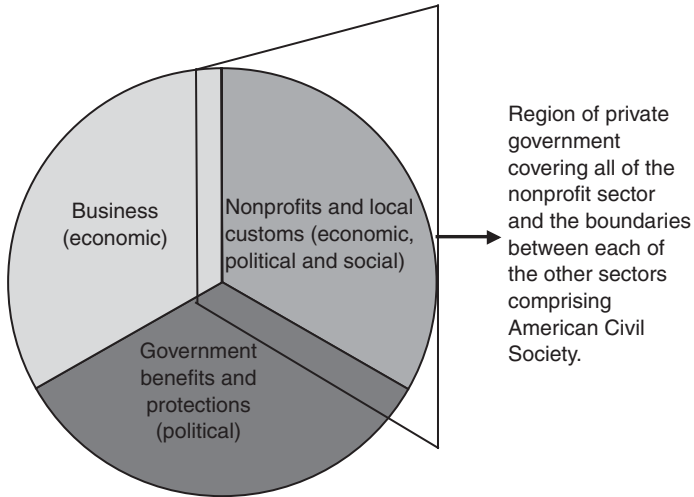 Business
(economic)
Nonprofits and local
customs (economic,
political and social)
Government
benefits and
protections
(political)
Region of private
government
covering all of the
nonprofit sector
and the boundaries
between each of
the other sectors
comprising
American Civil
Society.